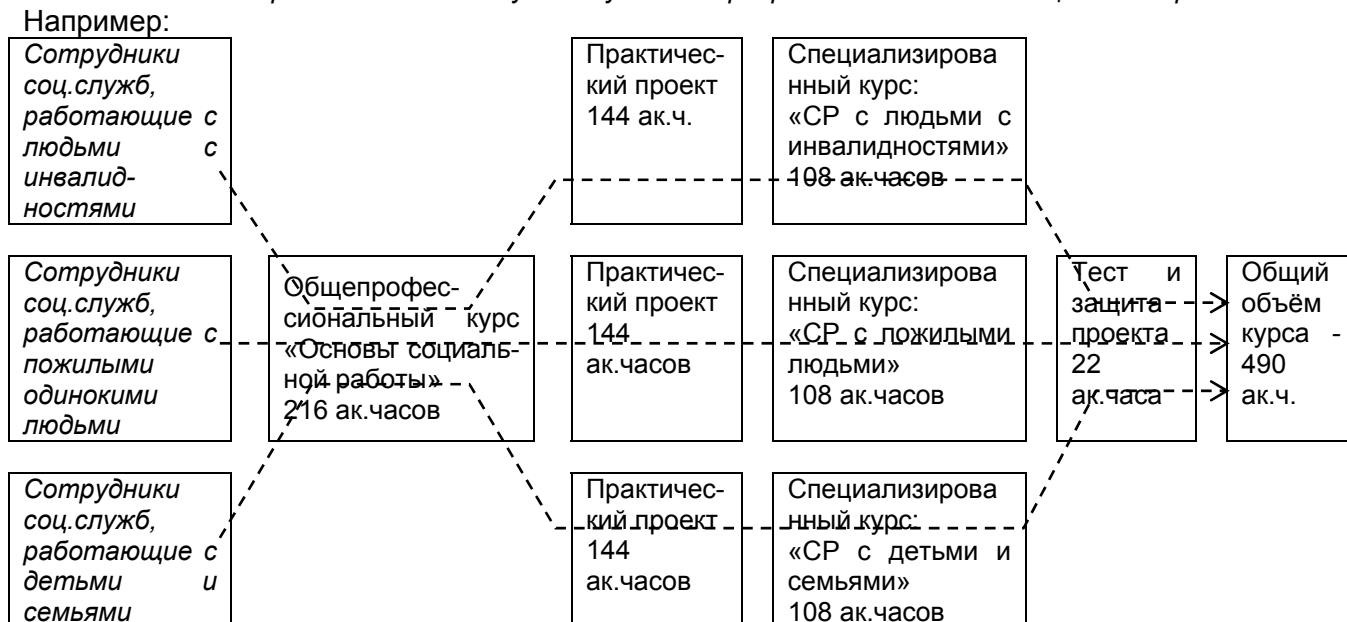 Например:
Сотрудники
соц.служб,
работающие с
людьми с
инвалид-
ностями
Практичес-
кий проект
144 ак.ч.
Специализирова
нный курс:
«СР с людьми с
инвалидностями»
108 ак.часов
Сотрудники
соц.служб,
работающие с
пожилыми
одинокими
людьми
Общепрофес-
сиональный курс
«Основы социаль-
ной работы»
216 ак.часов
Практичес-
кий проект
144
ак.часов
Специализирова
нный курс:
«СР с пожилыми
людьми»
108 ак.часов
Тест и
защита
проекта
22
ак.часа
Общий
объём
курса -
490
ак.ч.
Сотрудники
соц.служб,
работающие с
детьми и
семьями
Практичес-
кий проект
144
ак.часов
Специализирова
нный курс:
«СР с детьми и
семьями»
108 ак.часов